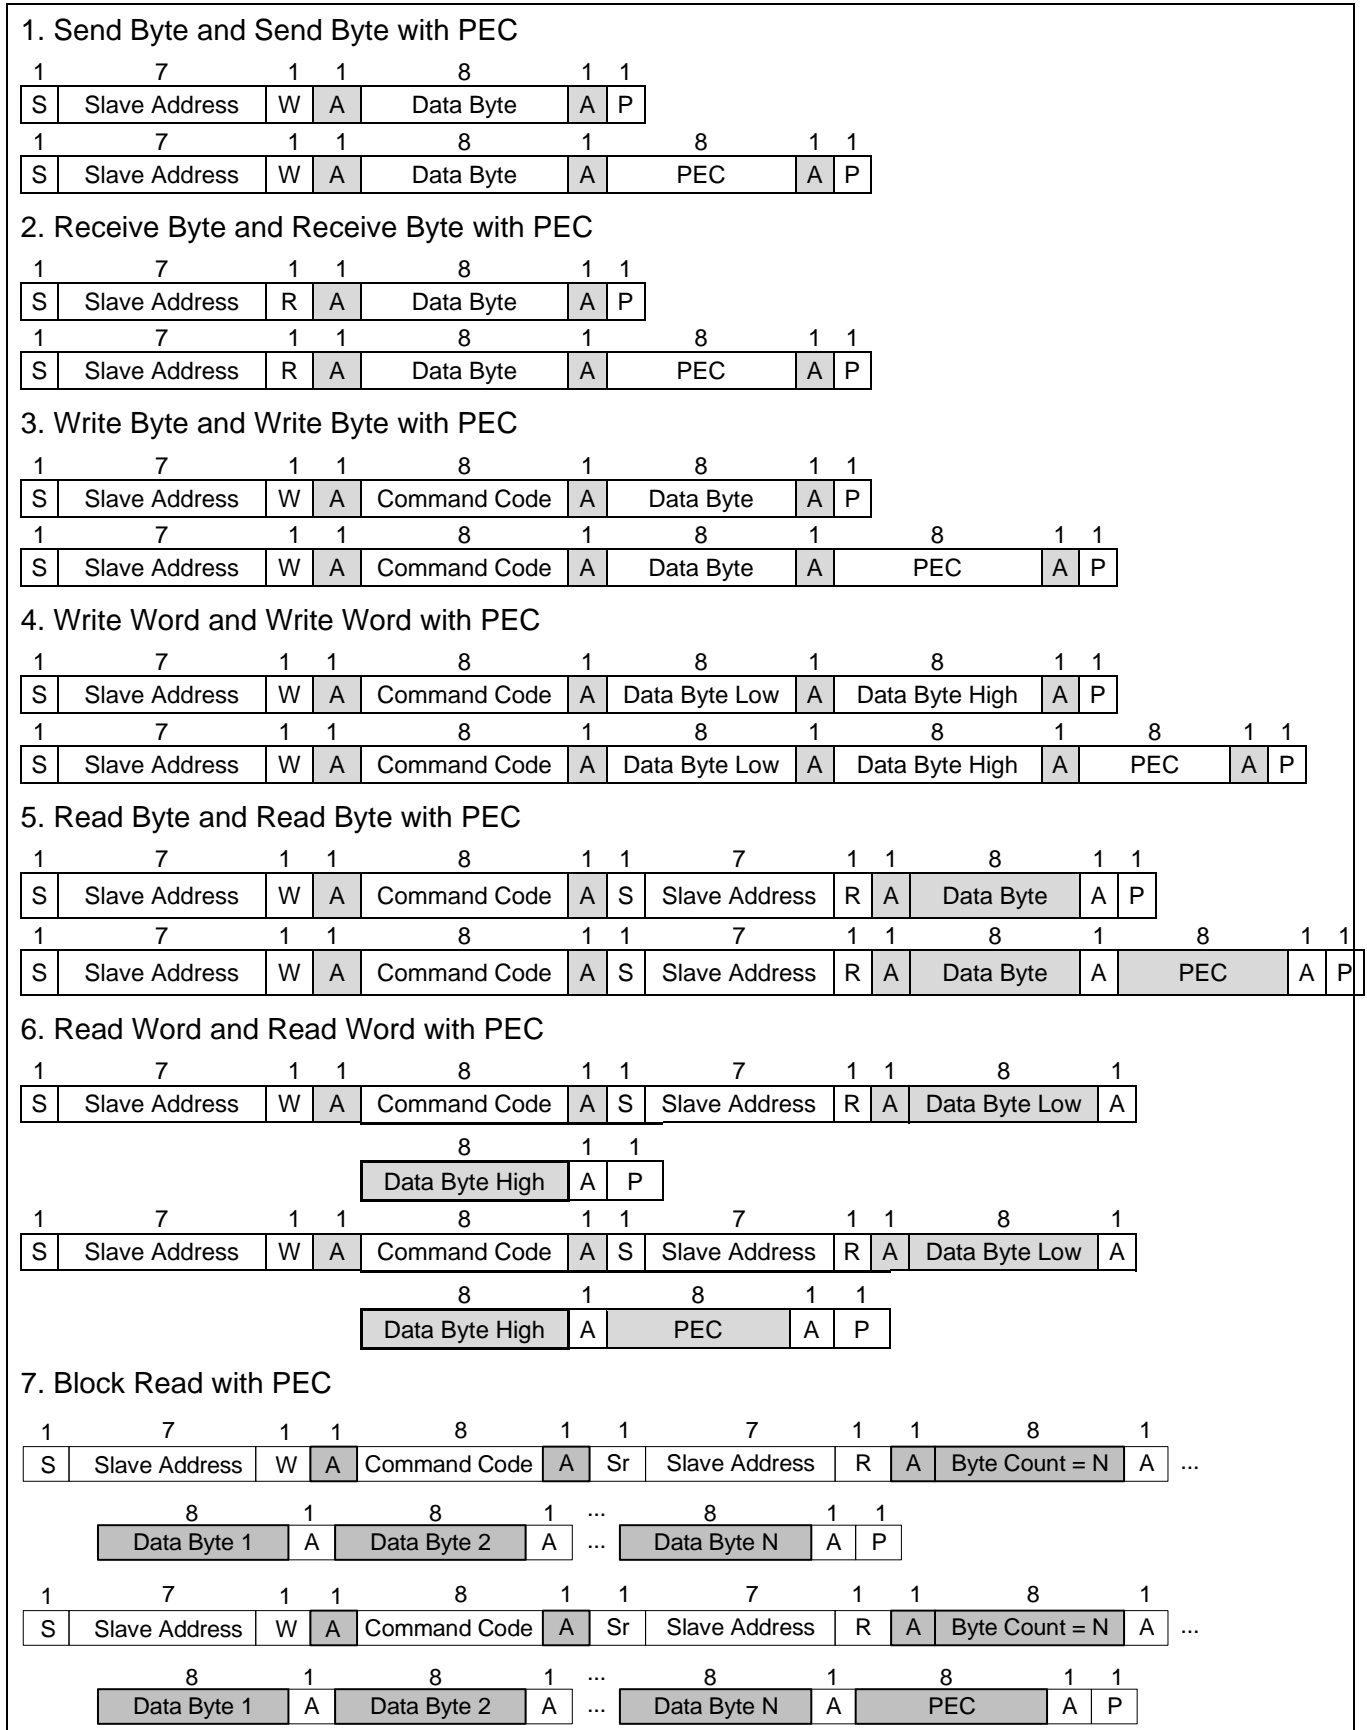 1. Send Byte and Send Byte with PEC
1 7 1 1 8 1 1
S Slave Address W A Data Byte A P
1 7 1 1 8 1 8 1 1
S Slave Address W A Data Byte A PEC A P
2. Receive Byte and Receive Byte with PEC
1 7 1 1 8 1 1
S Slave Address R A Data Byte A P
1 7 1 1 8 1 8 1 1
S Slave Address R A Data Byte A PEC A P
3. Write Byte and Write Byte with PEC
1 7 1 1 8 1 8 1 1
S Slave Address W A Command Code A Data Byte A P
1 7 1 1 8 1 8 1 8 1 1
S Slave Address W A Command Code A Data Byte A PEC A P
4. Write Word and Write Word with PEC
1 7 1 1 8 1 8 1 8 1 1
S Slave Address W A Command Code A Data Byte Low A Data Byte High A P
1 7 1 1 8 1 8 1 8 1 8 1 1
S Slave Address W A Command Code A Data Byte Low A Data Byte High A PEC A P
5. Read Byte and Read Byte with PEC
1 7 1 1 8 1 1 7 1 1 8 1 1
S Slave Address W A Command Code A S Slave Address R A Data Byte A P
1 7 1 1 8 1 1 7 1 1 8 1 8 1 1
S Slave Address W A Command Code A S Slave Address R A Data Byte A PEC A P
6. Read Word and Read Word with PEC
1 7 1 1 8 1 1 7 1 1 8 1
S Slave Address W A Command Code A S Slave Address R A Data Byte Low A
8 1 1
Data Byte High A P
1 7 1 1 8 1 1 7 1 1 8 1
S Slave Address W A Command Code A S Slave Address R A Data Byte Low A
8 1 8 1 1
Data Byte High A PEC A P
7. Block Read with PEC
1 7 1 1 8 1 1 7 1 1 8 1
S Slave Address W A Command Code A Sr Slave Address R A Byte Count = N A ...
8 1 8 1 ... 8 1 1
Data Byte 1 A Data Byte 2 A ... Data Byte N A P
1 7 1 1 8 1 1 7 1 1 8 1
S Slave Address W A Command Code A Sr Slave Address R A Byte Count = N A ...
8 1 8 1 ... 8 1 8 1 1
Data Byte 1 A Data Byte 2 A ... Data Byte N A PEC A P